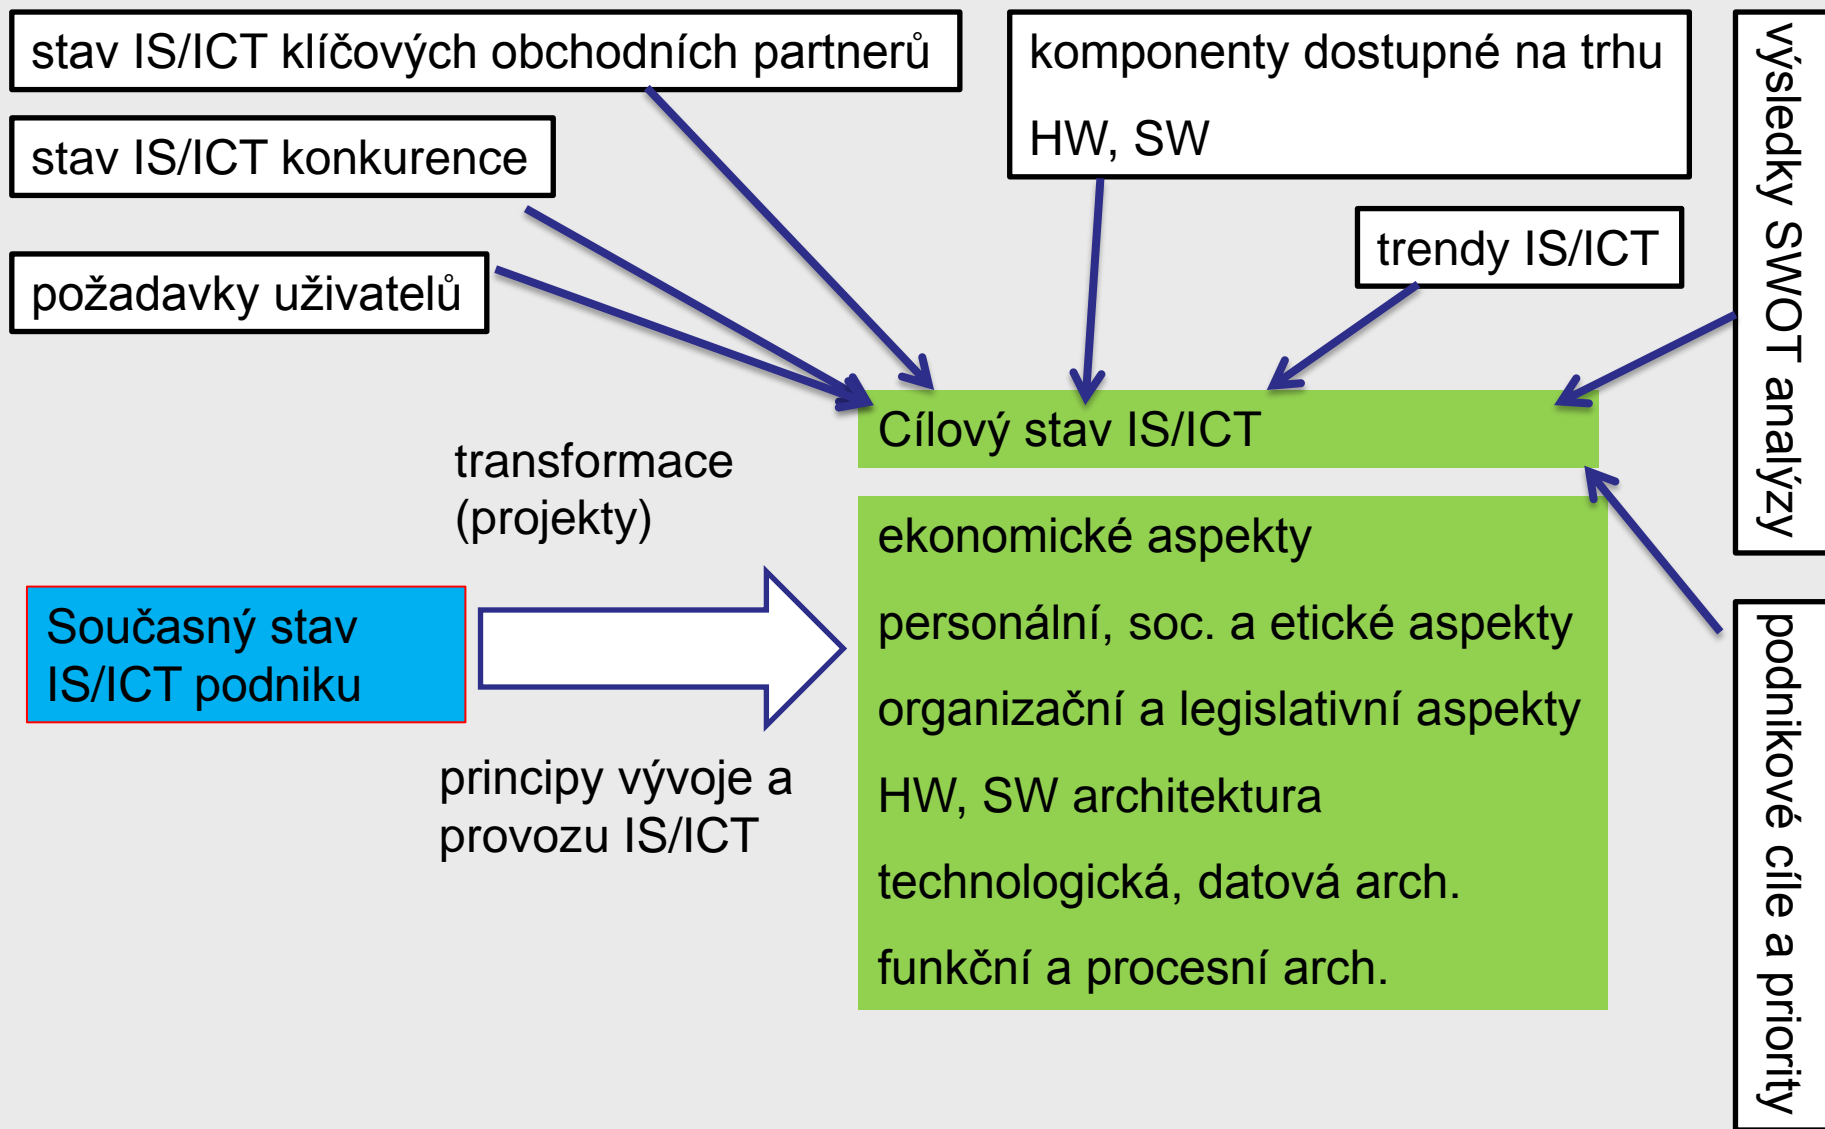 stav IS/ICT klíčových obchodních partnerů
stav IS/ICT konkurence
požadavky uživatelů
komponenty dostupné na trhu
HW, SW
trendy IS/ICT
výsledky SWOT analýzy
podnikové cíle a priority
Cílový stav IS/ICT
transformace
(projekty)
Současný stav
IS/ICT podniku
principy vývoje a
provozu IS/ICT
ekonomické aspekty
personální, soc. a etické aspekty
organizační a legislativní aspekty
HW, SW architektura
technologická, datová arch.
funkční a procesní arch.